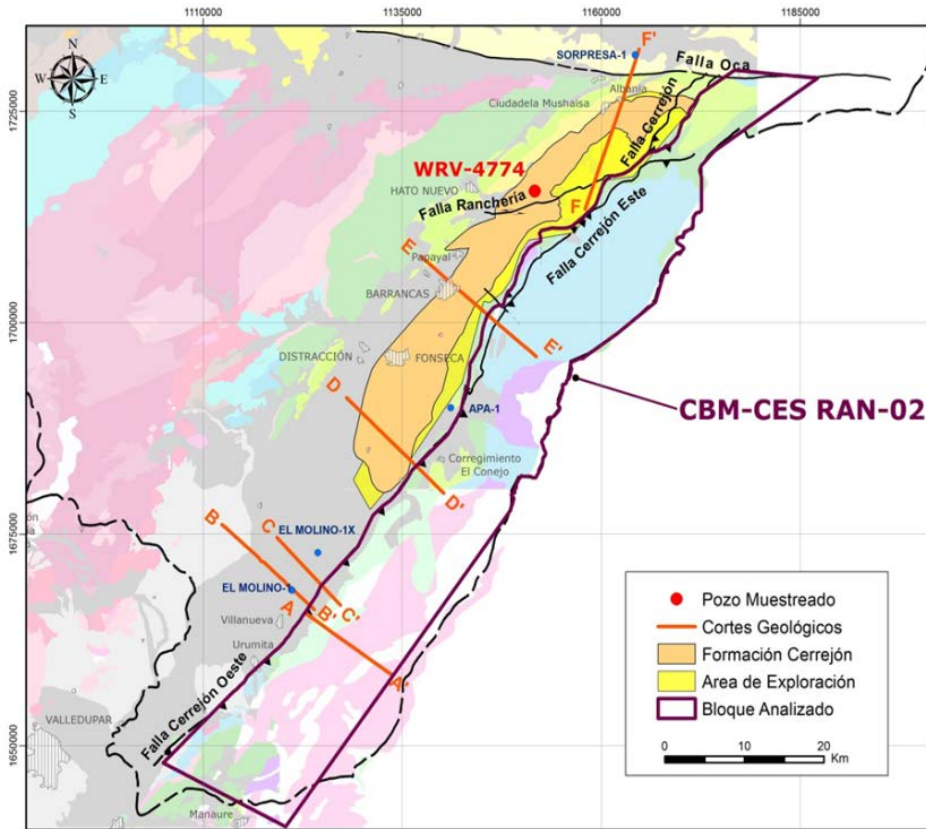 1110000
1135000
1160000
1185000
1725000
1700000
1675000
1650000
N
W
E
S
SORPRESA-1
F'
Falla Oca
Albania
Ciudadela Mushaisa
Falla Cerrejón
WRV-4774
HATO NUEVO
Falla Ranchería
F
Falla Cerrejón Este
E
Papayal
BARRANCAS
E'
DISTRACCIÓN
FONSECA
D
APA-1
CBM-CES RAN-02
Corregimiento
El Conejo
D'
B
C
EL MOLINO-1X
EL MOLINO-1
A
B'
C'
Villanueva
Urumita
A'
Falla Cerrejón Oeste
VALLEDUPAR
Manaure
Pozo Muestreado
Cortes Geológicos
Formación Cerrejón
Area de Exploración
Bloque Analizado
0
10
20
Km